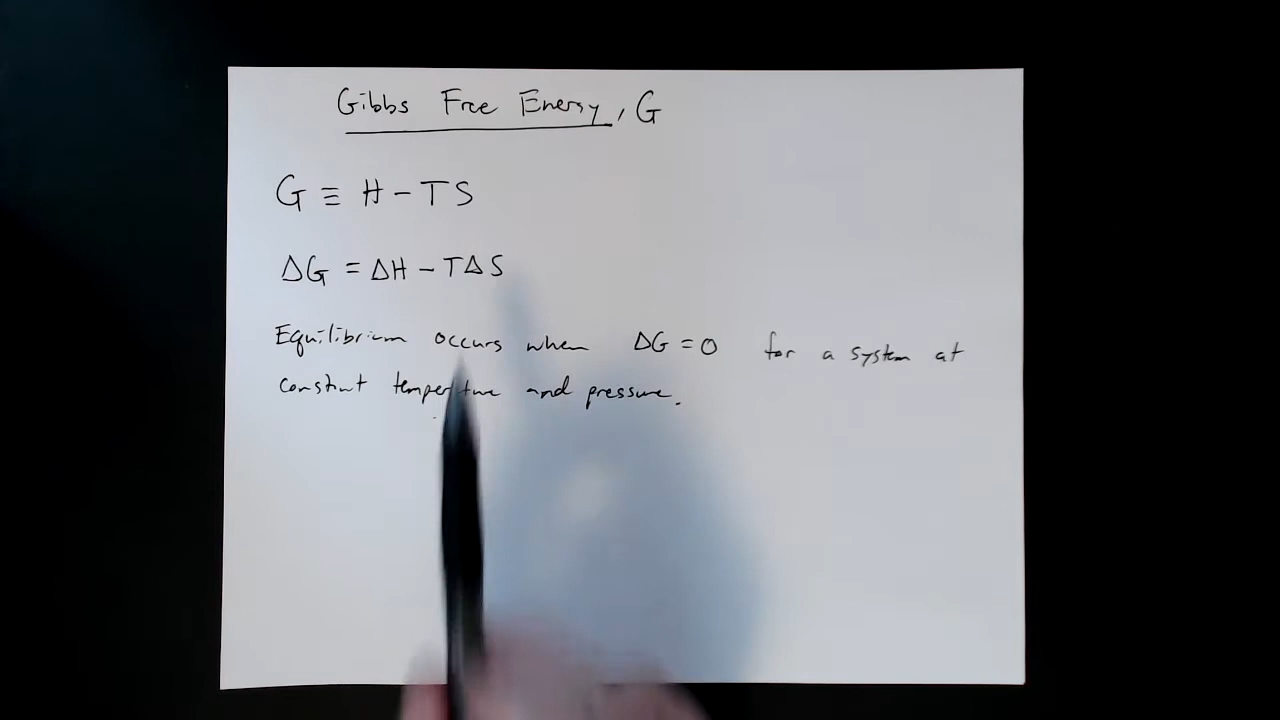 Gibbs Free Energy, G
G ≡ H - TS
ΔG = ΔH - TΔS
Equilibrium occurs when ΔG = 0 for a system at
constant temperature and pressure.